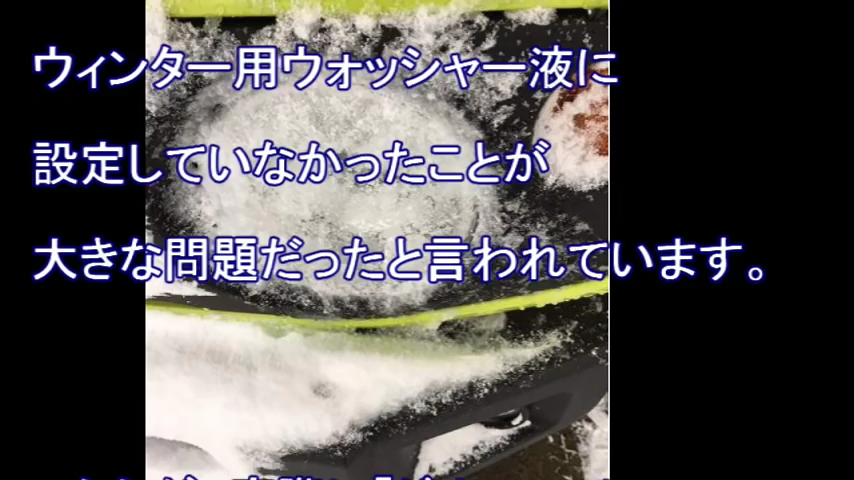 ウィンター用ウォッシャー液に
設定していなかったことが
大きな問題だったと言われています。